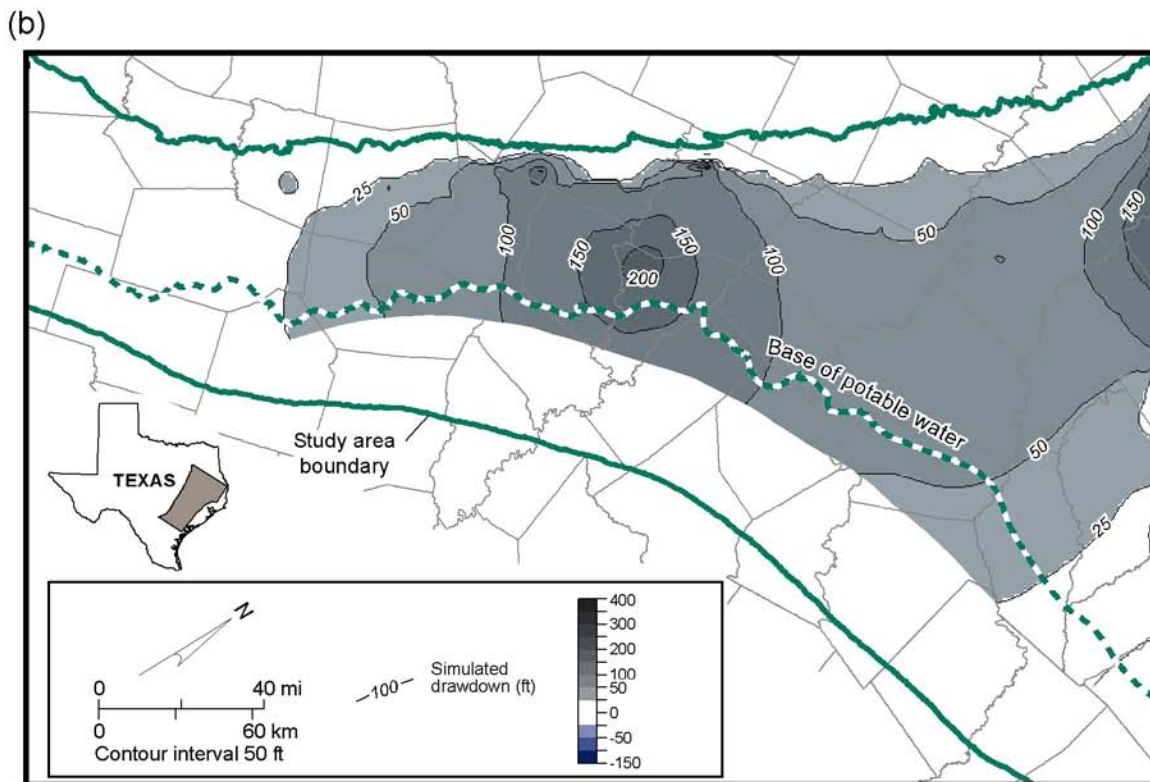 (b)
25
50
100
150
200
150
100
50
100
150
Base of potable water
50
25
Study area
boundary
TEXAS
N
0 40 mi
0 60 km
Contour interval 50 ft
100
Simulated
drawdown (ft)
400
300
200
100
50
0
-50
-150